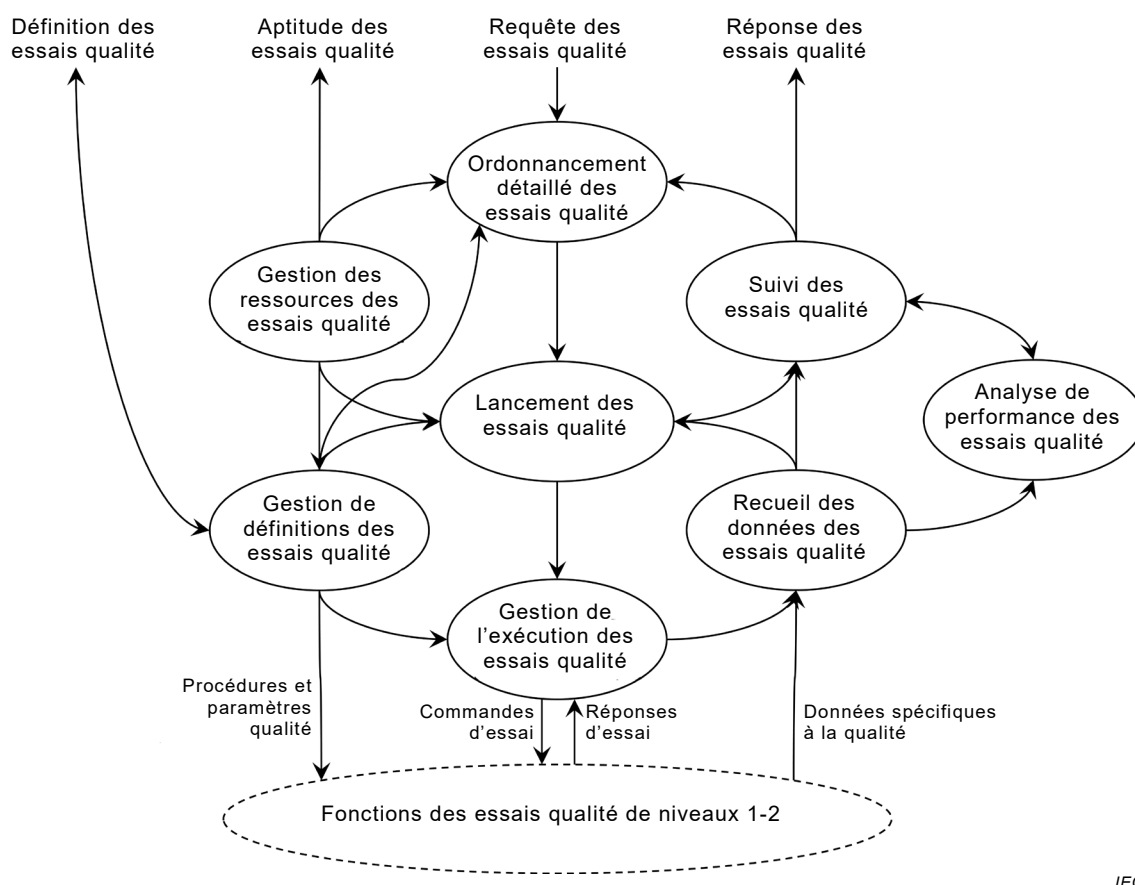 Définition des
essais qualité
Aptitude des
essais qualité
Requête des
essais qualité
Réponse des
essais qualité
Ordonnancement
détaillé des
essais qualité
Gestion des
ressources des
essais qualité
Suivi des
essais qualité
Lancement des
essais qualité
Analyse de
performance des
essais qualité
Gestion de
définitions des
essais qualité
Recueil des
données des
essais qualité
Gestion de
l'exécution des
essais qualité
Procédures et
paramètres
qualité
Commandes
d'essai
Réponses
d'essai
Données spécifiques
à la qualité
Fonctions des essais qualité de niveaux 1-2